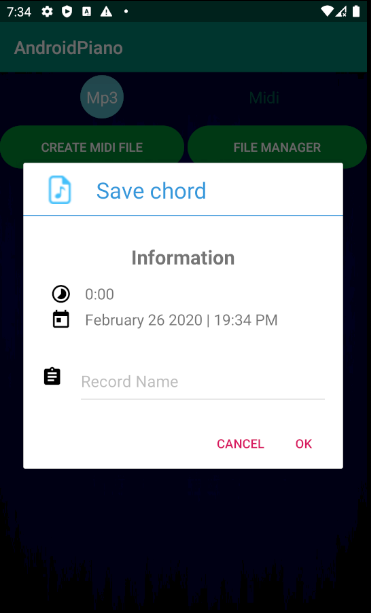 7:34
AndroidPiano
Mp3 Midi
CREATE MIDI FILE FILE MANAGER
Save chord
Information
0:00
February 26 2020 | 19:34 PM
Record Name
CANCEL OK